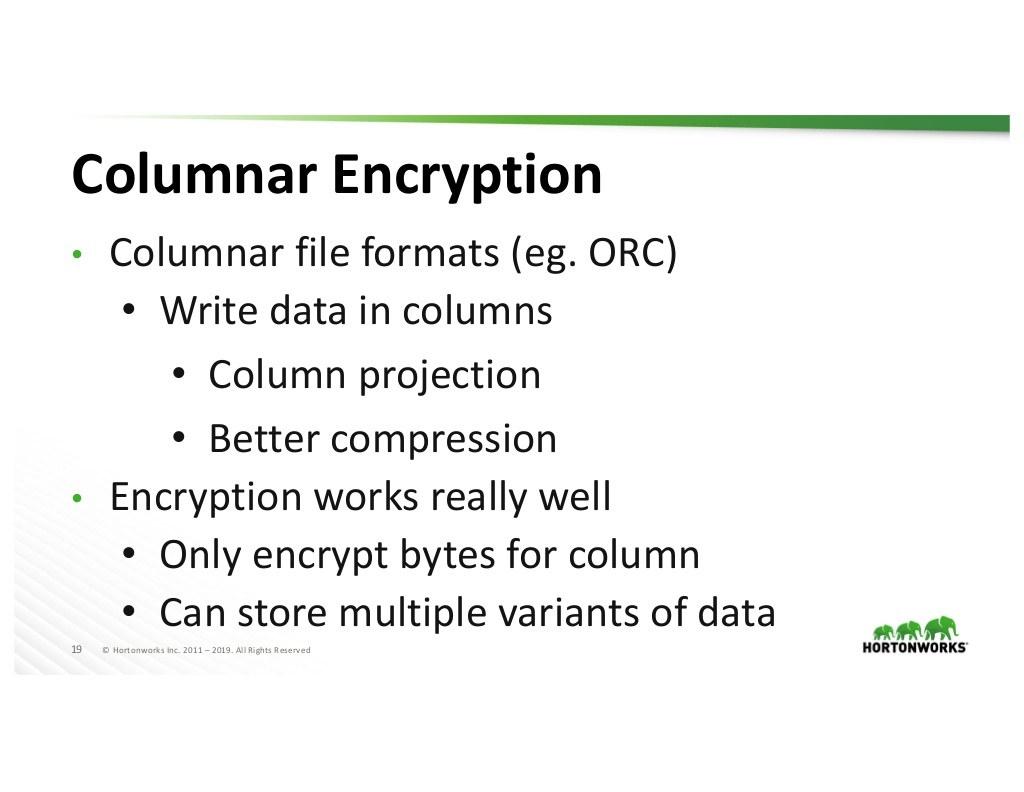 Columnar Encryption
• Columnar file formats (eg. ORC)
• Write data in columns
• Column projection
• Better compression
• Encryption works really well
• Only encrypt bytes for column
• Can store multiple variants of data
19 © Hortonworks Inc. 2011 – 2019. All Rights Reserved
HORTONWORKS